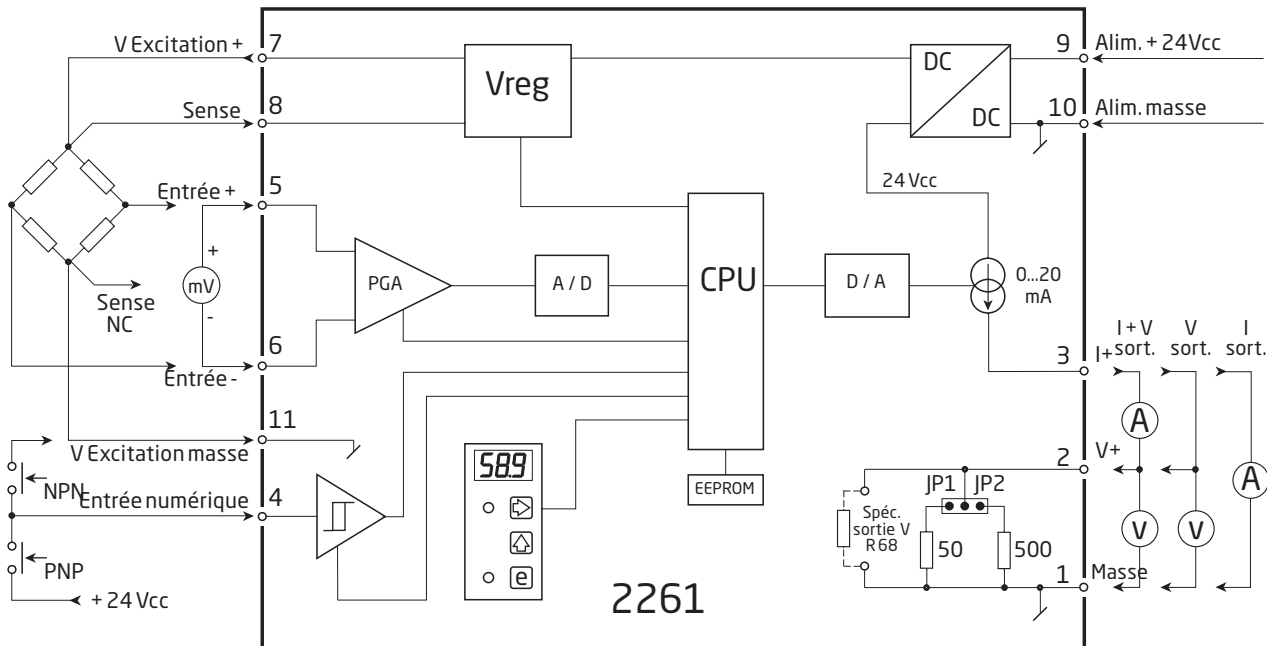 V Excitation +
7
Sense
8
Entrée +
5
+
mV
-
Sense
NC
6
Entrée -
11
V Excitation masse
NPN
Entrée numérique
4
PNP
+ 24 Vcc
Vreg
PGA
A / D
CPU
EEPROM
D / A
58.9
e
2261
DC
DC
24 Vcc
0...20
mA
9
Alim. + 24Vcc
10
Alim. masse
3
I+
I + V
sort.
V
sort.
I
sort.
A
A
2
V+
V
V
1
Masse
JP1
JP2
Spéc.
sortie V
R 68
50
500